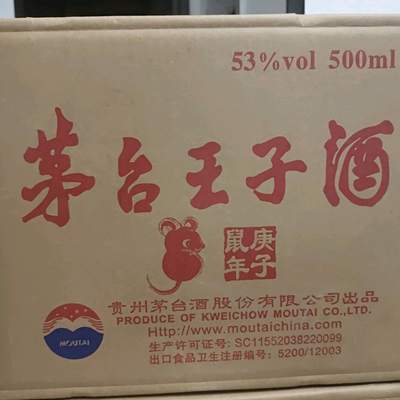 53%vol 500ml
茅台王子酒
庚子
鼠年
贵州茅台酒股份有限公司出品
PRODUCE OF KWEICHOW MOUTAI CO.,LTD.
Http://www.moutaichina.com
生产许可证号: SC11552038220099
出口食品卫生注册编号: 5200/12003
MOUTAI